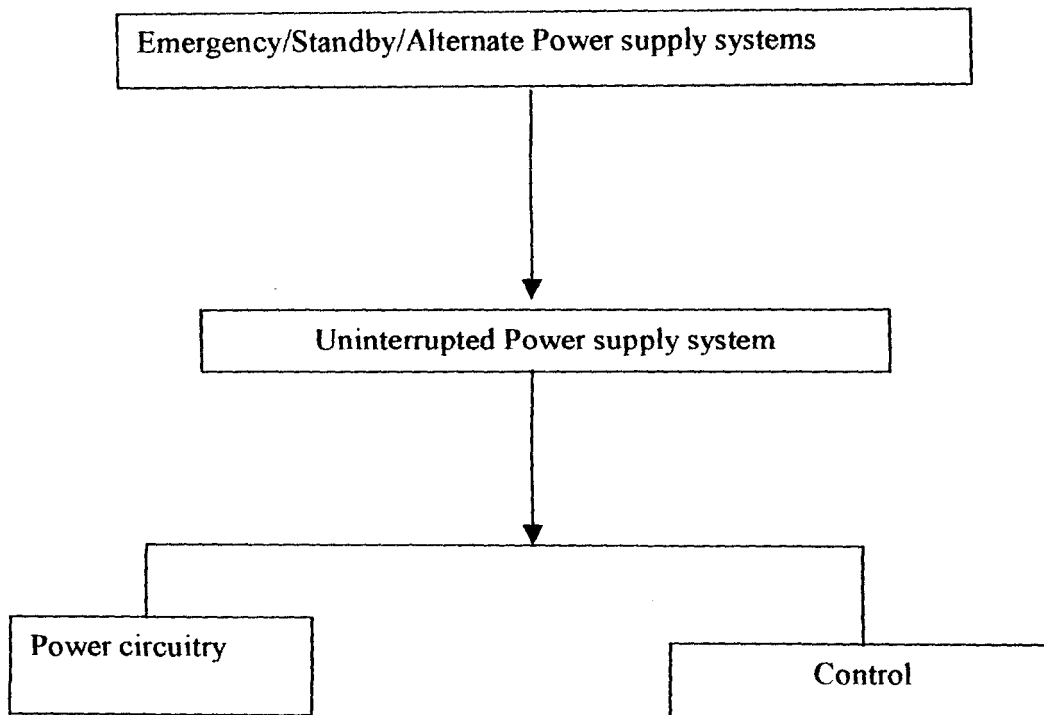 Emergency/Standby/Alternate Power supply systems
Uninterrupted Power supply system
Power circuitry
Control